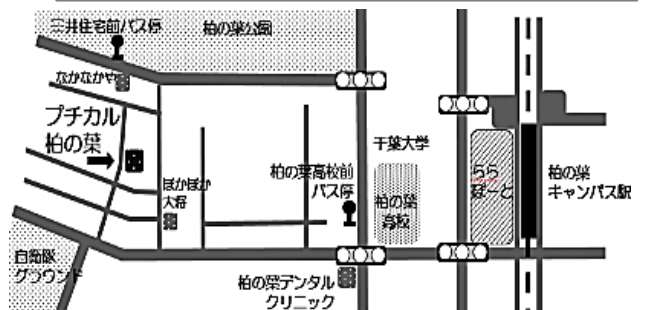 三井住宅前バス停
柏の葉公園
なかなかや
プチカル
柏の葉
千葉大学
柏の葉高校前
バス停
ぽかぽか
大将
柏の葉
高校
らら
ぽーと
柏の葉
キャンパス駅
自衛隊
グラウンド
柏の葉デンタル
クリニック